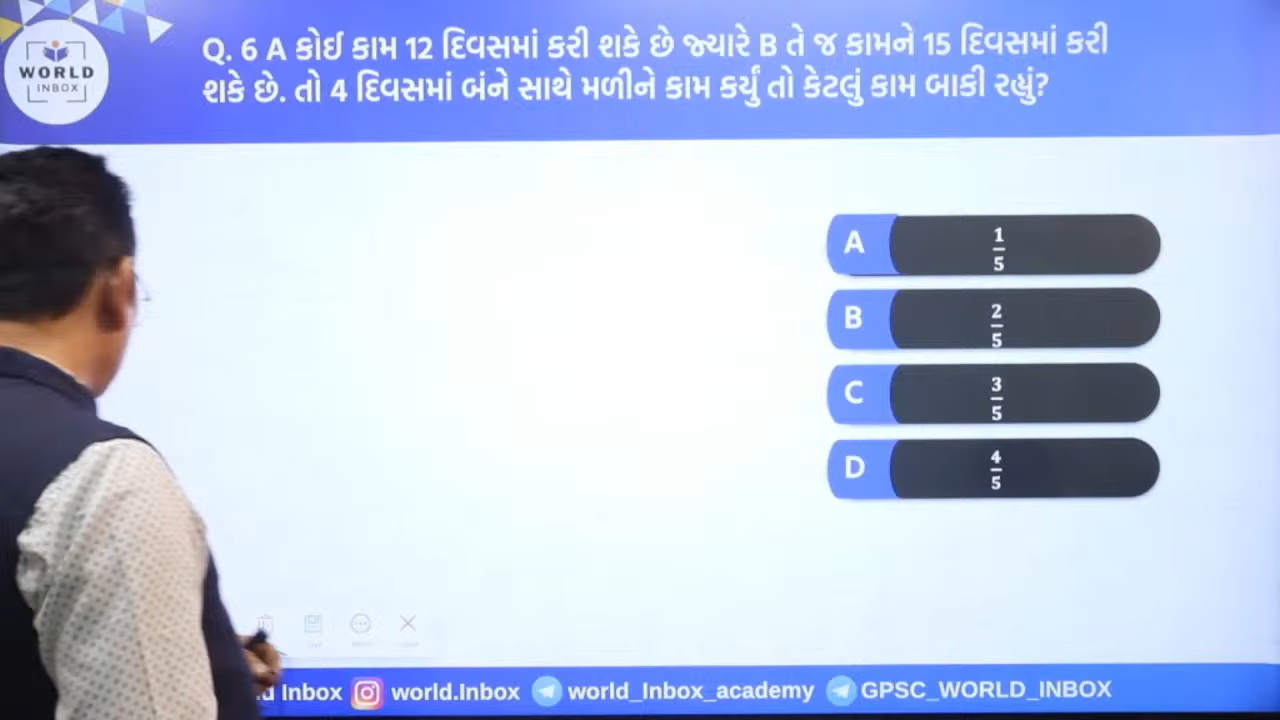 Q. 6 A કોઈ કામ 12 દિવસમાં કરી શકે છે જ્યારે B તે જ કામને 15 દિવસમાં કરી
શકે છે. તો 4 દિવસમાં બંને સાથે મળીને કામ કર્યું તો કેટલું કામ બાકી રહ્યું?
WORLD
INBOX
A 1/5
B 2/5
C 3/5
D 4/5
d Inbox world.Inbox world_Inbox_academy GPSC_WORLD_INBOX